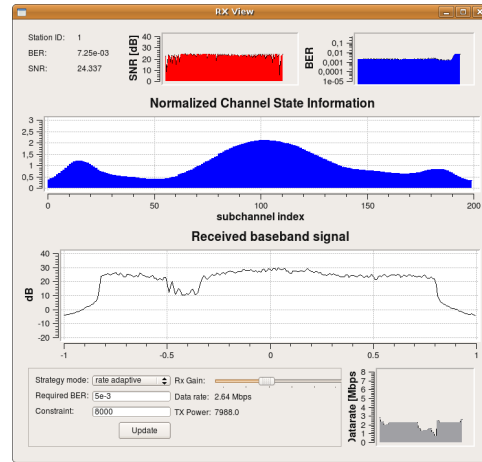 RX View
Station ID: 1
BER: 7.25e-03
SNR: 24.337
SNR [dB]
40
30
20
10
0
BER
0,1
0,01
0,001
0,0001
1e-05
Normalized Channel State Information
3
2,5
2
1,5
1
0,5
0
0 50 100 150 200
subchannel index
Received baseband signal
dB
40
30
20
10
0
-10
-20
-1 -0.5 0 0.5 1
Strategy mode: rate adaptive Rx Gain:
Required BER: 5e-3 Data rate: 2.64 Mbps
Constraint: 8000 TX Power: 7988.0
Update
Datarate [Mbps
8
7
6
5
4
3
2
1
0